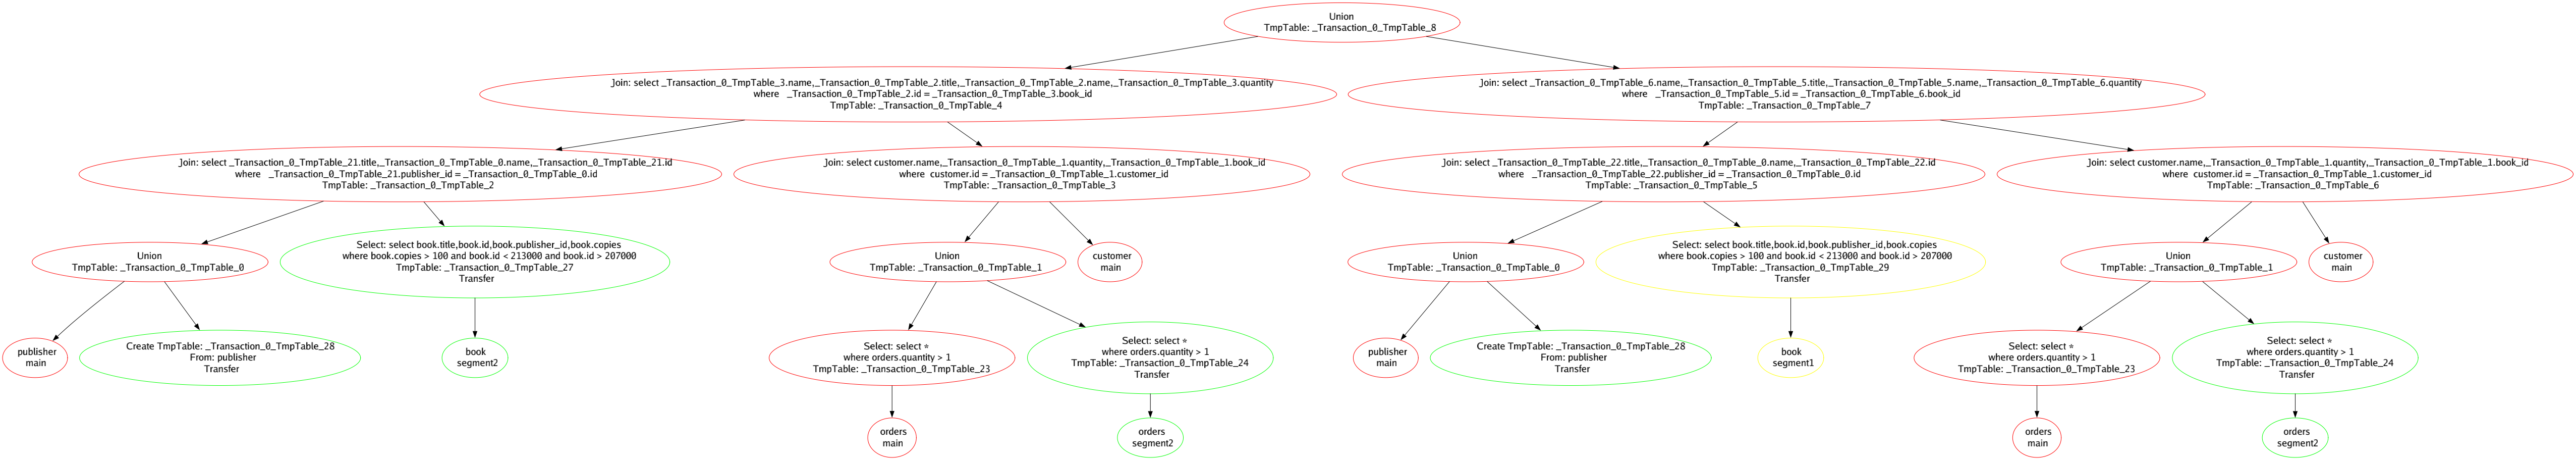 Union
TmpTable: _Transaction_0_TmpTable_8
Join: select _Transaction_0_TmpTable_3.name,_Transaction_0_TmpTable_2.title,_Transaction_0_TmpTable_2.name,_Transaction_0_TmpTable_3.quantity
where   _Transaction_0_TmpTable_2.id = _Transaction_0_TmpTable_3.book_id
TmpTable: _Transaction_0_TmpTable_4
Join: select _Transaction_0_TmpTable_6.name,_Transaction_0_TmpTable_5.title,_Transaction_0_TmpTable_5.name,_Transaction_0_TmpTable_6.quantity
where   _Transaction_0_TmpTable_5.id = _Transaction_0_TmpTable_6.book_id
TmpTable: _Transaction_0_TmpTable_7
Join: select _Transaction_0_TmpTable_21.title,_Transaction_0_TmpTable_0.name,_Transaction_0_TmpTable_21.id
where   _Transaction_0_TmpTable_21.publisher_id = _Transaction_0_TmpTable_0.id
TmpTable: _Transaction_0_TmpTable_2
Join: select customer.name,_Transaction_0_TmpTable_1.quantity,_Transaction_0_TmpTable_1.book_id
where  customer.id = _Transaction_0_TmpTable_1.customer_id
TmpTable: _Transaction_0_TmpTable_3
Join: select _Transaction_0_TmpTable_22.title,_Transaction_0_TmpTable_0.name,_Transaction_0_TmpTable_22.id
where   _Transaction_0_TmpTable_22.publisher_id = _Transaction_0_TmpTable_0.id
TmpTable: _Transaction_0_TmpTable_5
Join: select customer.name,_Transaction_0_TmpTable_1.quantity,_Transaction_0_TmpTable_1.book_id
where  customer.id = _Transaction_0_TmpTable_1.customer_id
TmpTable: _Transaction_0_TmpTable_6
Union
TmpTable: _Transaction_0_TmpTable_0
Select: select book.title,book.id,book.publisher_id,book.copies
where book.copies > 100 and book.id < 213000 and book.id > 207000
TmpTable: _Transaction_0_TmpTable_27
Transfer
Union
TmpTable: _Transaction_0_TmpTable_1
customer
main
Union
TmpTable: _Transaction_0_TmpTable_0
Select: select book.title,book.id,book.publisher_id,book.copies
where book.copies > 100 and book.id < 213000 and book.id > 207000
TmpTable: _Transaction_0_TmpTable_29
Transfer
Union
TmpTable: _Transaction_0_TmpTable_1
customer
main
publisher
main
Create TmpTable: _Transaction_0_TmpTable_28
From: publisher
Transfer
book
segment2
Select: select *
where orders.quantity > 1
TmpTable: _Transaction_0_TmpTable_23
Select: select *
where orders.quantity > 1
TmpTable: _Transaction_0_TmpTable_24
Transfer
publisher
main
Create TmpTable: _Transaction_0_TmpTable_28
From: publisher
Transfer
book
segment1
Select: select *
where orders.quantity > 1
TmpTable: _Transaction_0_TmpTable_23
Select: select *
where orders.quantity > 1
TmpTable: _Transaction_0_TmpTable_24
Transfer
orders
main
orders
segment2
orders
main
orders
segment2